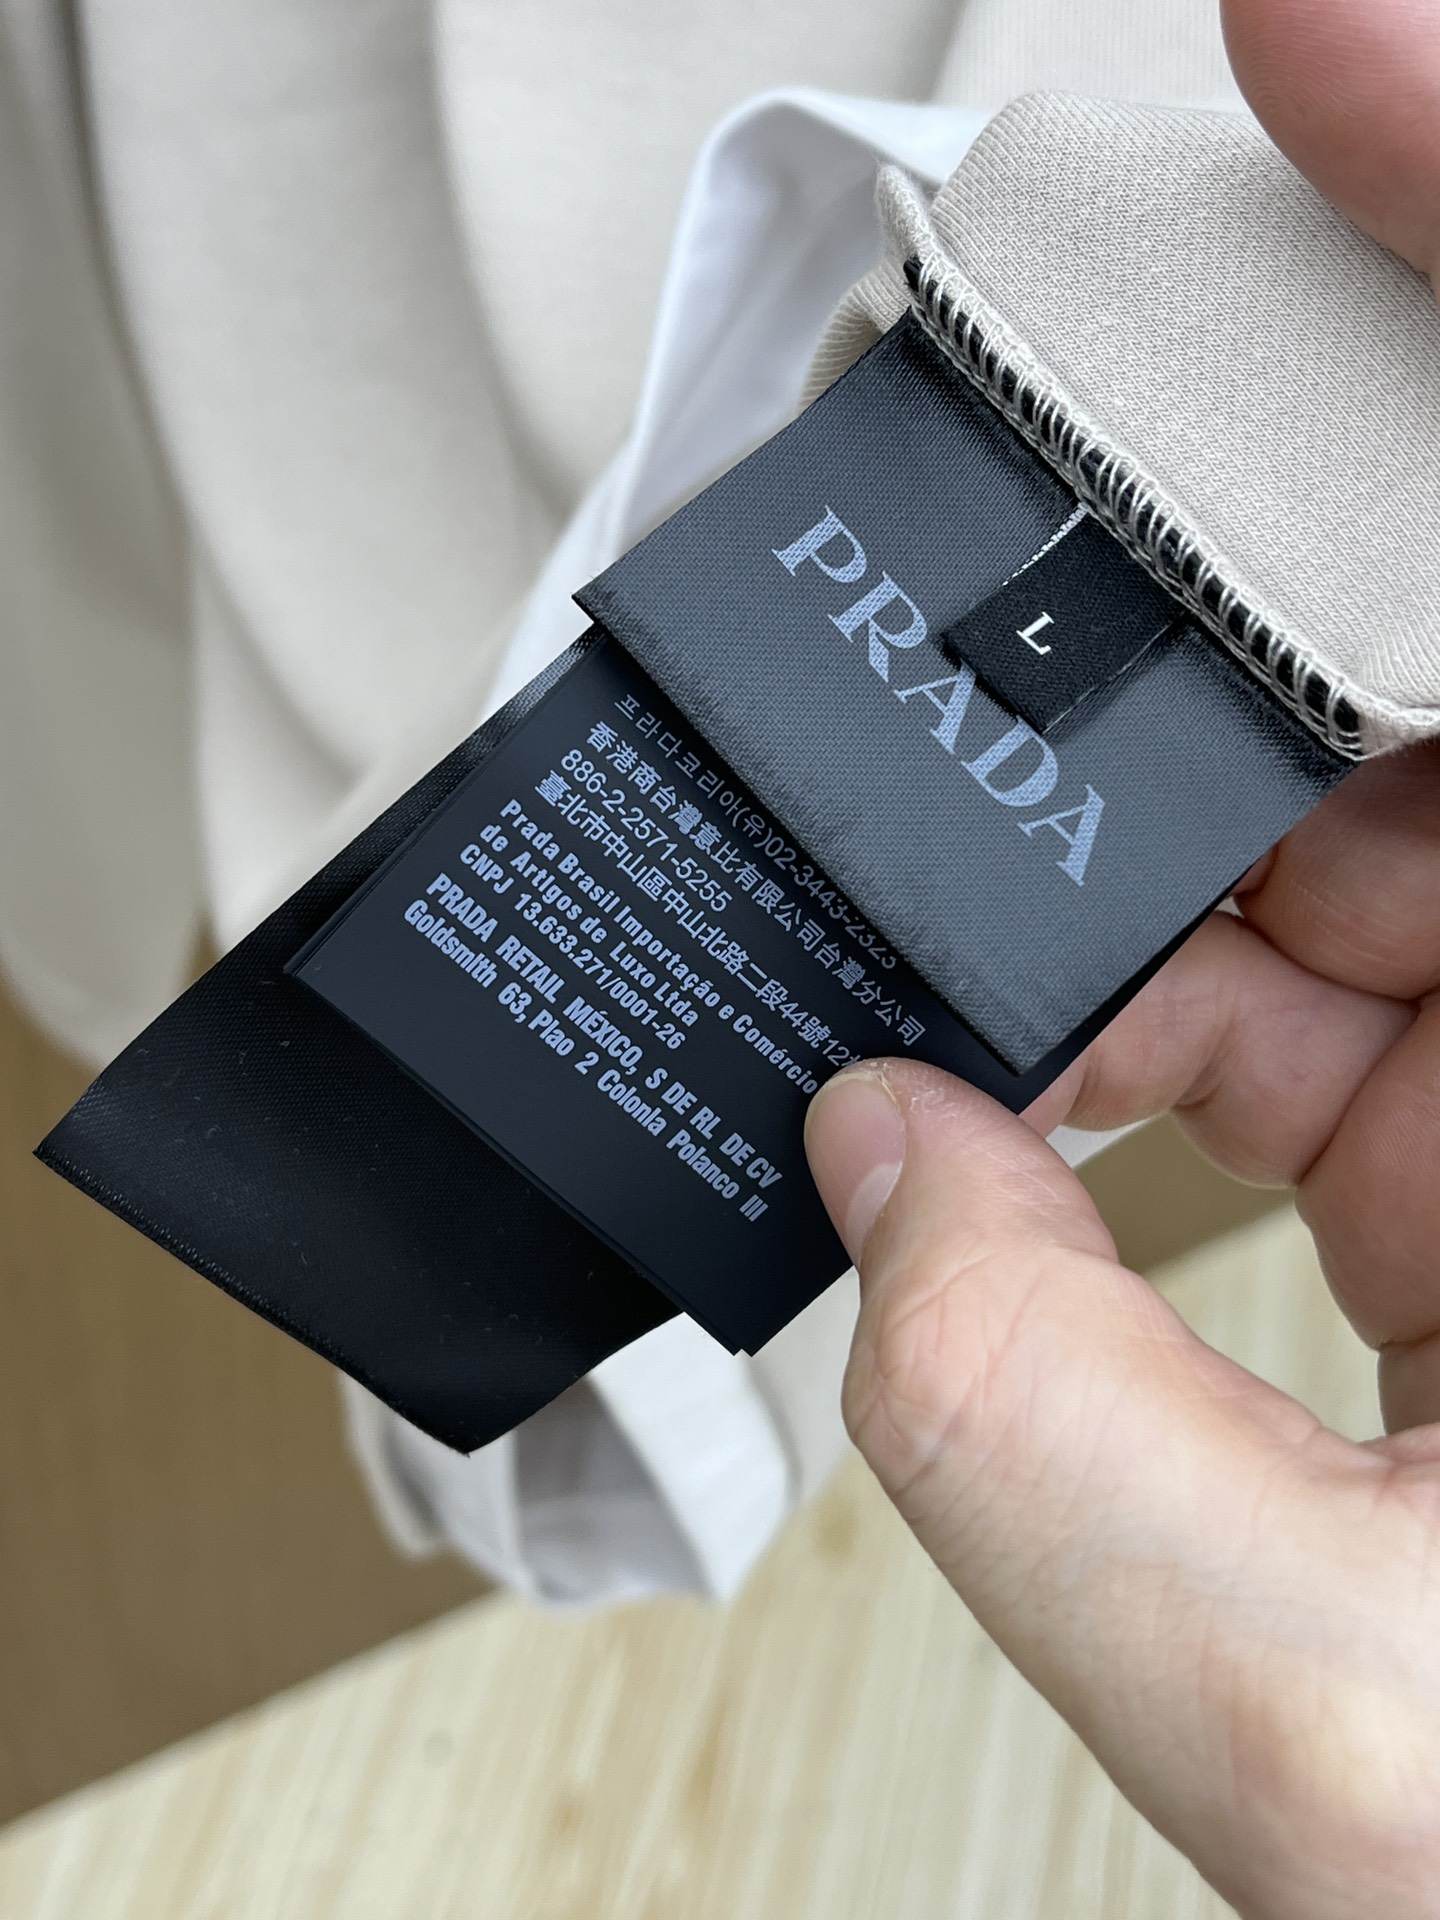 PRADA
L
프라다코리아(유)02-3443-2323
香港商台灣意比有限公司台灣分公司
886-2-2571-5255
臺北市中山區中山北路二段44號12
Prada Brasil Importação e Comércio
de Artigos de Luxo Ltda
CNPJ 13.633.271/0001-26
PRADA RETAIL MÉXICO, S DE RL DE CV
Goldsmith 63, Plao 2 Colonia Polanco III